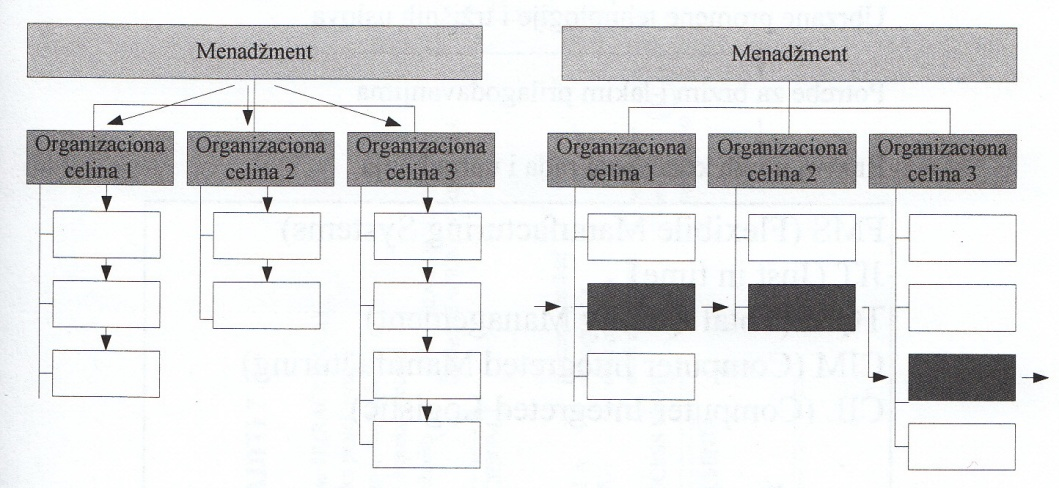 Menadžment
Organizaciona
celina 1
Organizaciona
celina 2
Organizaciona
celina 3
Menadžment
Organizaciona
celina 1
Organizaciona
celina 2
Organizaciona
celina 3